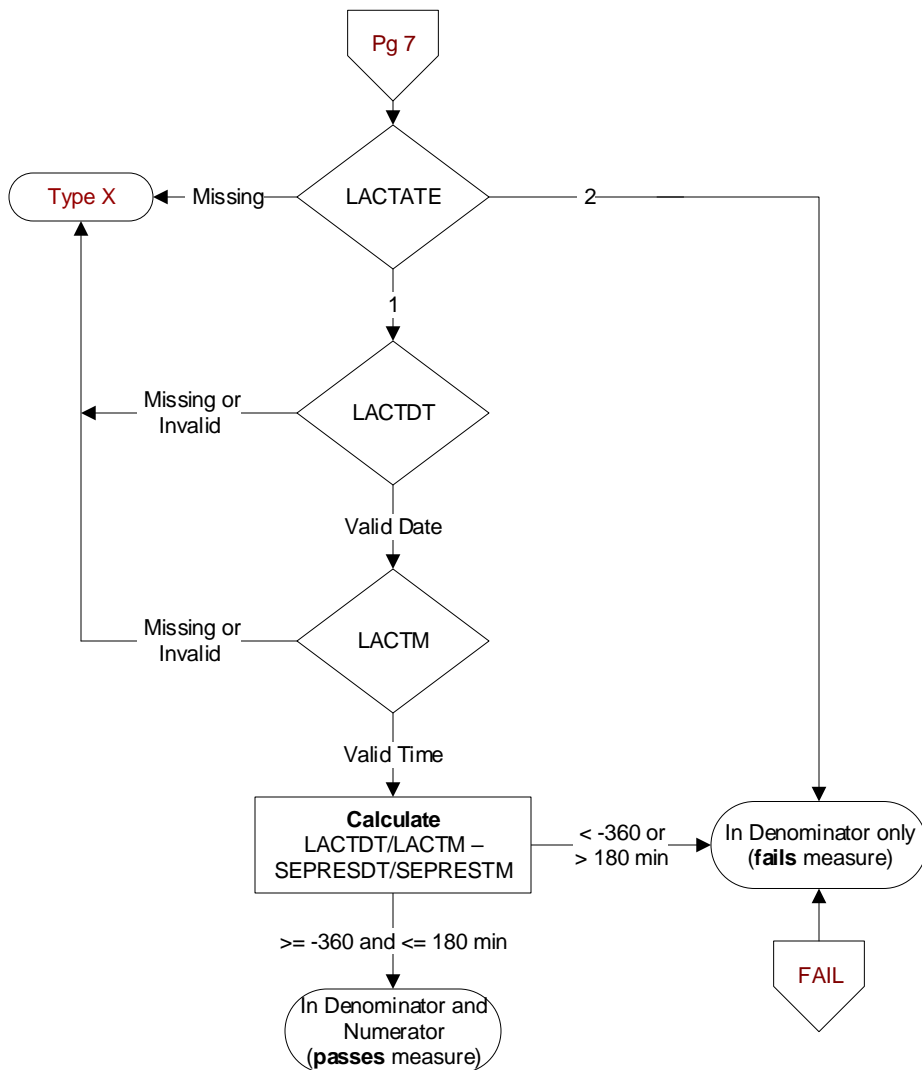 Pg 7
LACTATE
Type X
Missing
2
1
LACTDT
Missing or
Invalid
Valid Date
LACTM
Missing or
Invalid
Valid Time
Calculate
LACTDT/LACTM –
SEPRESDT/SEPRESTM
< -360 or
> 180 min
In Denominator only
(fails measure)
>= -360 and <= 180 min
FAIL
In Denominator and
Numerator
(passes measure)